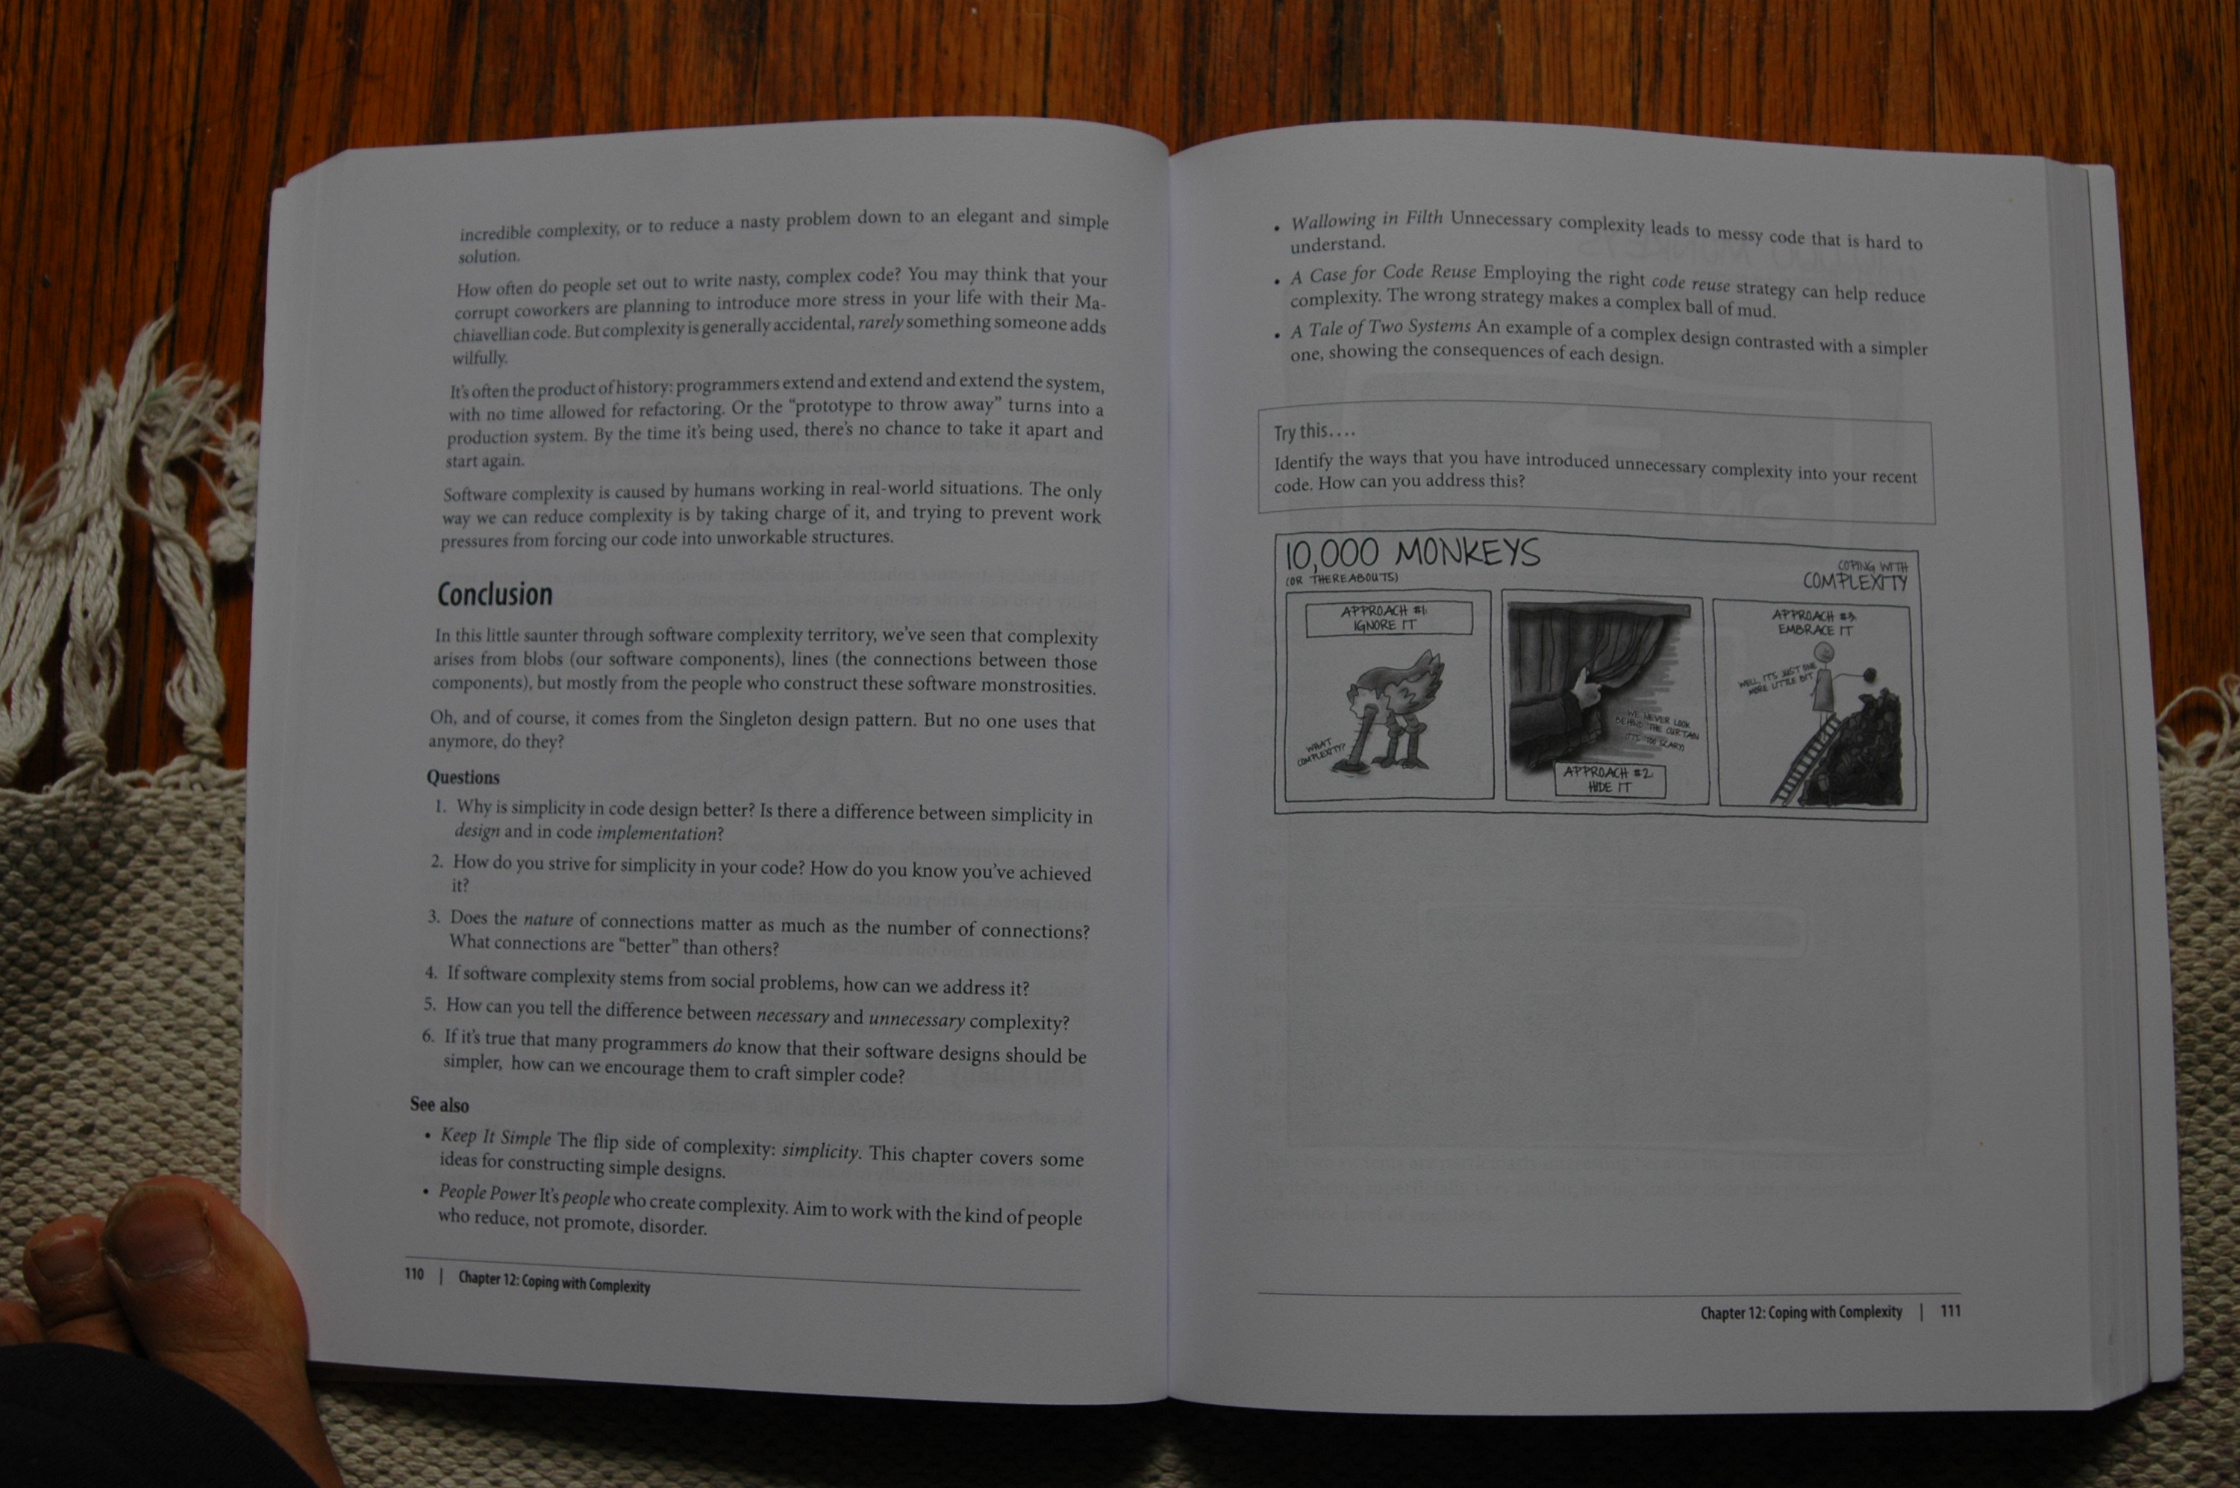 incredible complexity, or to reduce a nasty problem down to an elegant and simple
solution.
How often do people set out to write nasty, complex code? You may think that your
corrupt coworkers are planning to introduce more stress in your life with their Ma-
chiavellian code. But complexity is generally accidental, rarely something someone adds
wilfully.
It's often the product of history: programmers extend and extend and extend the system,
with no time allowed for refactoring. Or the “prototype to throw away” turns into a
production system. By the time it's being used, there's no chance to take it apart and
start again.
Software complexity is caused by humans working in real-world situations. The only
way we can reduce complexity is by taking charge of it, and trying to prevent work
pressures from forcing our code into unworkable structures.
Conclusion
In this little saunter through software complexity territory, we've seen that complexity
arises from blobs (our software components), lines (the connections between those
components), but mostly from the people who construct these software monstrosities.
Oh, and of course, it comes from the Singleton design pattern. But no one uses that
anymore, do they?
Questions
1. Why is simplicity in code design better? Is there a difference between simplicity in
design and in code implementation?
2. How do you strive for simplicity in your code? How do you know you've achieved
it?
3. Does the nature of connections matter as much as the number of connections?
What connections are “better” than others?
4. If software complexity stems from social problems, how can we address it?
5. How can you tell the difference between necessary and unnecessary complexity?
6. If it's true that many programmers do know that their software designs should be
simpler, how can we encourage them to craft simpler code?
See also
• Keep It Simple The flip side of complexity: simplicity. This chapter covers some
ideas for constructing simple designs.
• People Power It's people who create complexity. Aim to work with the kind of people
who reduce, not promote, disorder.
110 | Chapter 12: Coping with Complexity
• Wallowing in Filth Unnecessary complexity leads to messy code that is hard to
understand.
• A Case for Code Reuse Employing the right code reuse strategy can help reduce
complexity. The wrong strategy makes a complex ball of mud.
• A Tale of Two Systems An example of a complex design contrasted with a simpler
one, showing the consequences of each design.
Try this….
Identify the ways that you have introduced unnecessary complexity into your recent
code. How can you address this?
10,000 MONKEYS
(OR THEREABOUTS)
COPING WITH
COMPLEXITY
APPROACH #1:
IGNORE IT
WHAT
COMPLEXITY?
WE NEVER LOOK
BEHIND THE CURTAIN
IT'S TOO SCARY
APPROACH #2:
HIDE IT
APPROACH #3:
EMBRACE IT
WELL, IT'S JUST ONE
MORE LITTLE BIT...
Chapter 12: Coping with Complexity | 111